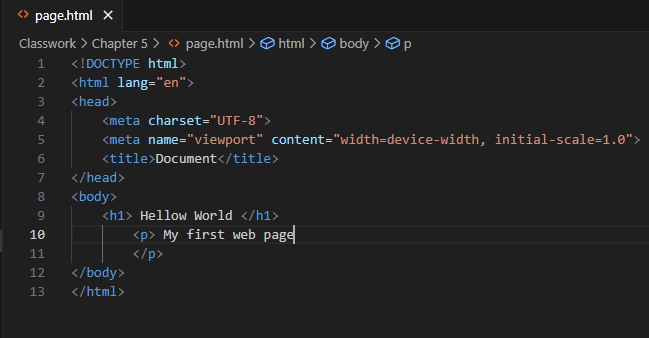 page.html
Classwork > Chapter 5 > page.html > html > body > p
1 <!DOCTYPE html>
2 <html lang="en">
3 <head>
4     <meta charset="UTF-8">
5     <meta name="viewport" content="width=device-width, initial-scale=1.0">
6     <title>Document</title>
7 </head>
8 <body>
9     <h1> Hellow World </h1>
10         <p> My first web page
11         </p>
12 </body>
13 </html>